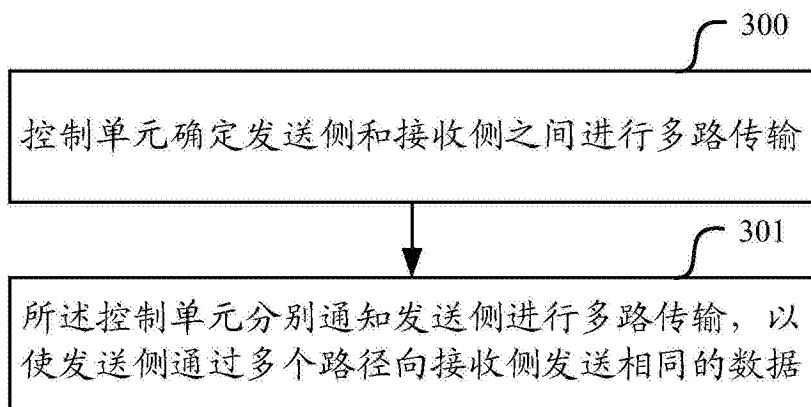 300
控制单元确定发送侧和接收侧之间进行多路传输
301
所述控制单元分别通知发送侧进行多路传输，以
使发送侧通过多个路径向接收侧发送相同的数据